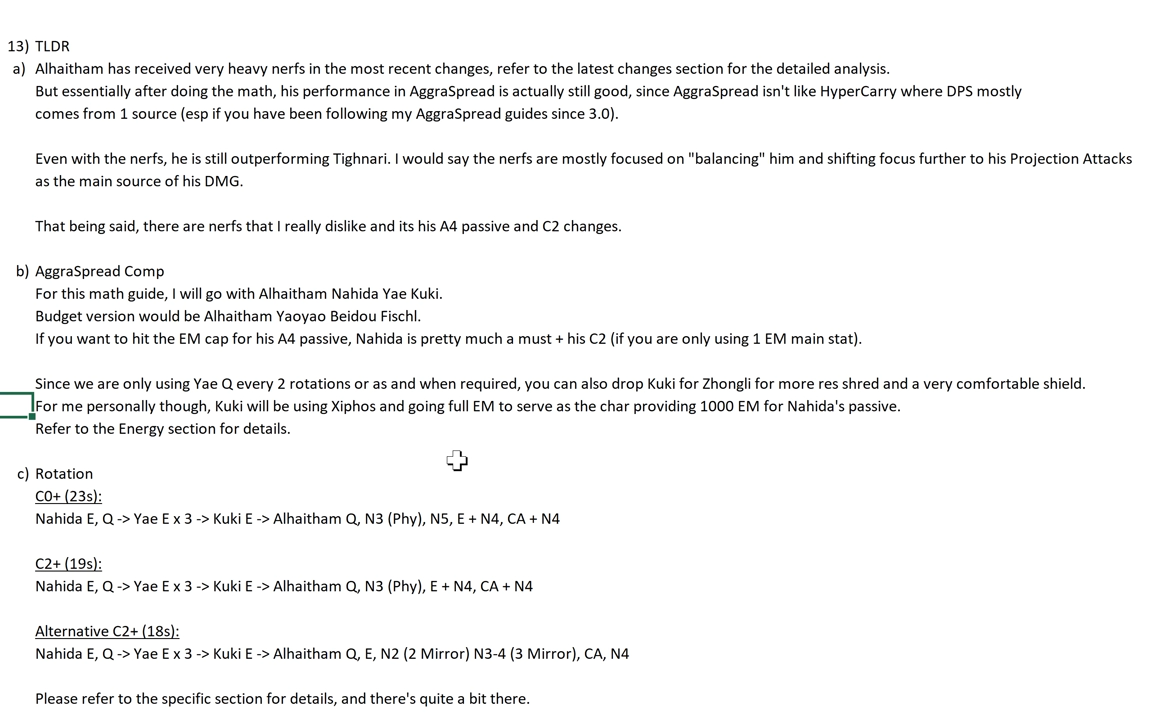 13) TLDR
a) Alhaitham has received very heavy nerfs in the most recent changes, refer to the latest changes section for the detailed analysis.
But essentially after doing the math, his performance in AggraSpread is actually still good, since AggraSpread isn't like HyperCarry where DPS mostly
comes from 1 source (esp if you have been following my AggraSpread guides since 3.0).
Even with the nerfs, he is still outperforming Tighnari. I would say the nerfs are mostly focused on "balancing" him and shifting focus further to his Projection Attacks
as the main source of his DMG.
That being said, there are nerfs that I really dislike and its his A4 passive and C2 changes.
b) AggraSpread Comp
For this math guide, I will go with Alhaitham Nahida Yae Kuki.
Budget version would be Alhaitham Yaoyao Beidou Fischl.
If you want to hit the EM cap for his A4 passive, Nahida is pretty much a must + his C2 (if you are only using 1 EM main stat).
Since we are only using Yae Q every 2 rotations or as and when required, you can also drop Kuki for Zhongli for more res shred and a very comfortable shield.
For me personally though, Kuki will be using Xiphos and going full EM to serve as the char providing 1000 EM for Nahida's passive.
Refer to the Energy section for details.
c) Rotation
C0+ (23s):
Nahida E, Q -> Yae E x 3 -> Kuki E -> Alhaitham Q, N3 (Phy), N5, E + N4, CA + N4
C2+ (19s):
Nahida E, Q -> Yae E x 3 -> Kuki E -> Alhaitham Q, N3 (Phy), E + N4, CA + N4
Alternative C2+ (18s):
Nahida E, Q -> Yae E x 3 -> Kuki E -> Alhaitham Q, E, N2 (2 Mirror) N3-4 (3 Mirror), CA, N4
Please refer to the specific section for details, and there's quite a bit there.